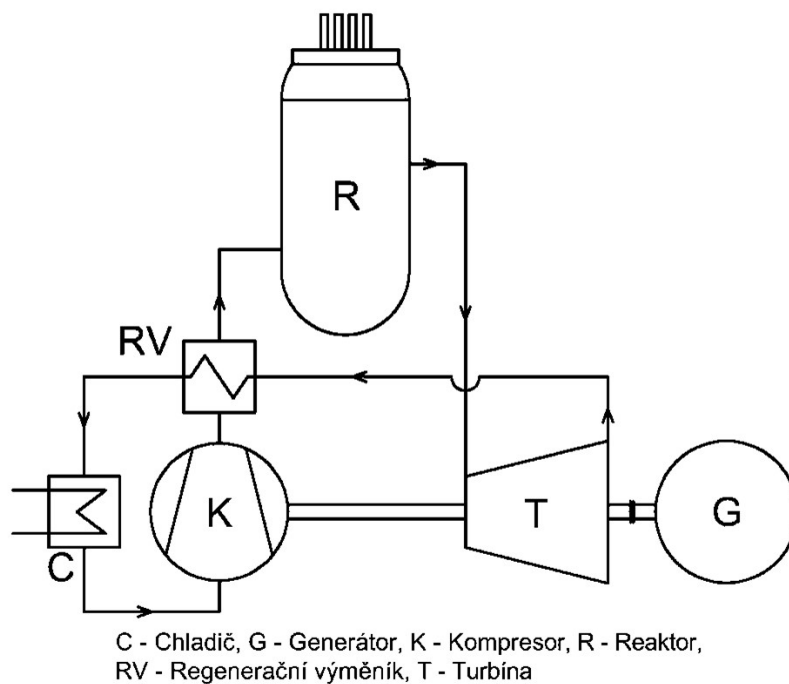 R
RV
K
T
G
C
C - Chladič, G - Generátor, K - Kompresor, R - Reaktor,
RV - Regenerační výměník, T - Turbína